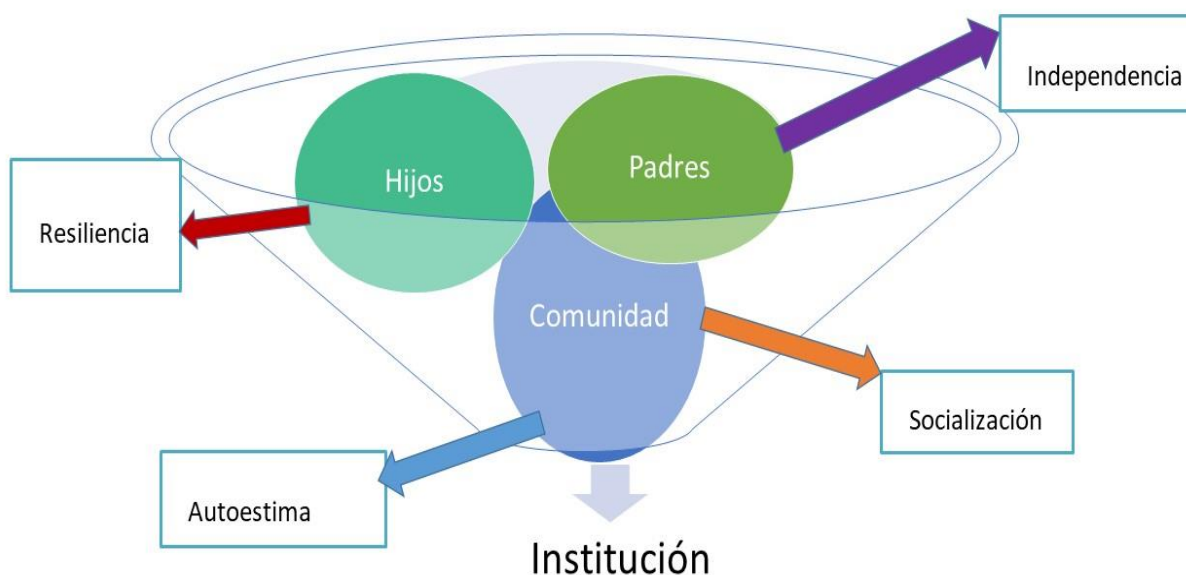 Independencia
Padres
Hijos
Resiliencia
Comunidad
Socialización
Autoestima
Institución